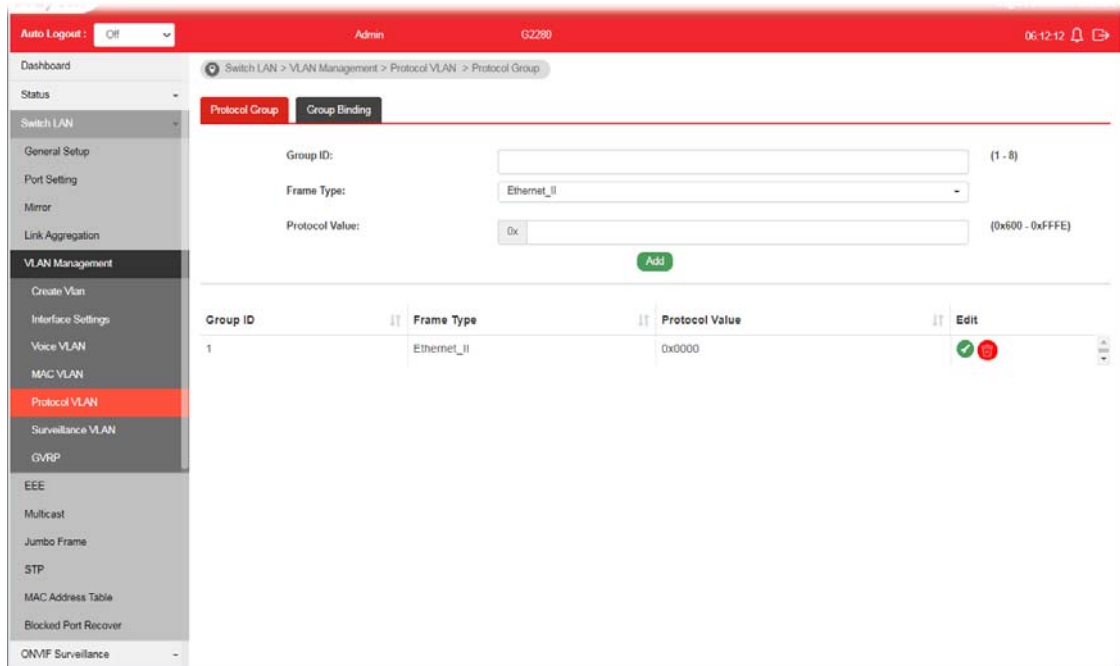 Auto Logout : Off Admin G2280 06:12:12
Dashboard
Status
Switch LAN
General Setup
Port Setting
Mirror
Link Aggregation
VLAN Management
Create Vlan
Interface Settings
Voice VLAN
MAC VLAN
Protocol VLAN
Surveillance VLAN
GVRP
EEE
Multicast
Jumbo Frame
STP
MAC Address Table
Blocked Port Recover
ONVIF Surveillance
Switch LAN > VLAN Management > Protocol VLAN > Protocol Group
Protocol Group Group Binding
Group ID: (1 - 8)
Frame Type: Ethernet_II
Protocol Value: 0x (0x600 - 0xFFFE)
Add
Group ID Frame Type Protocol Value Edit
1 Ethernet_II 0x0000